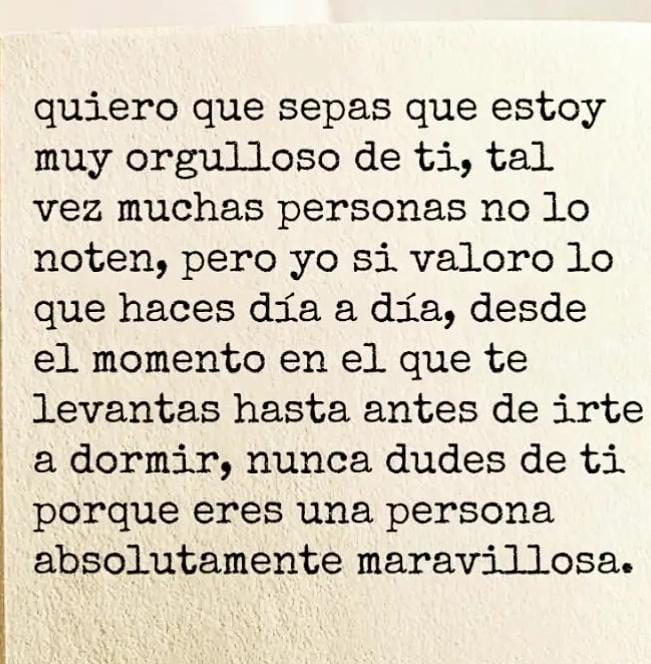 quiero que sepas que estoy
muy orgulloso de ti, tal
vez muchas personas no lo
noten, pero yo si valoro lo
que haces día a día, desde
el momento en el que te
levantas hasta antes de irte
a dormir, nunca dudes de ti
porque eres una persona
absolutamente maravillosa.